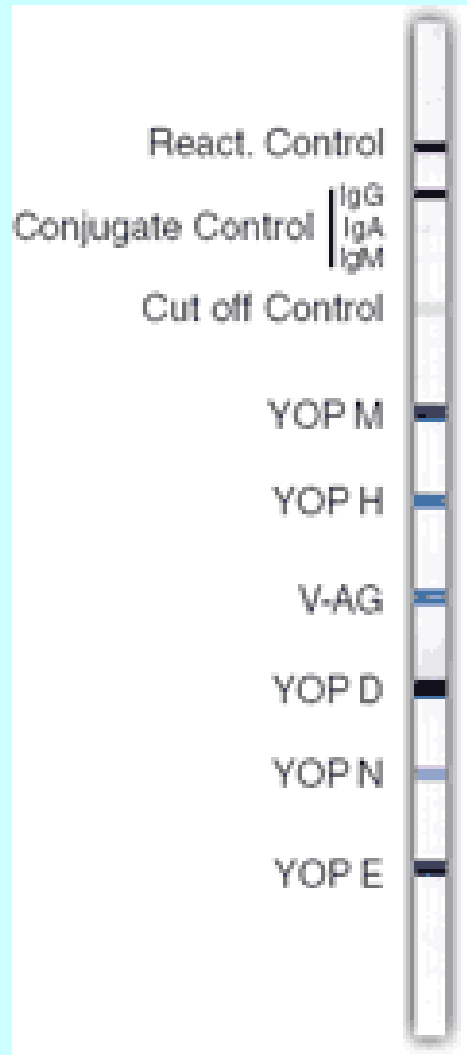 React. Control
IgG
Conjugate Control IgA
IgM
Cut off Control
YOP M
YOP H
V-AG
YOP D
YOP N
YOP E